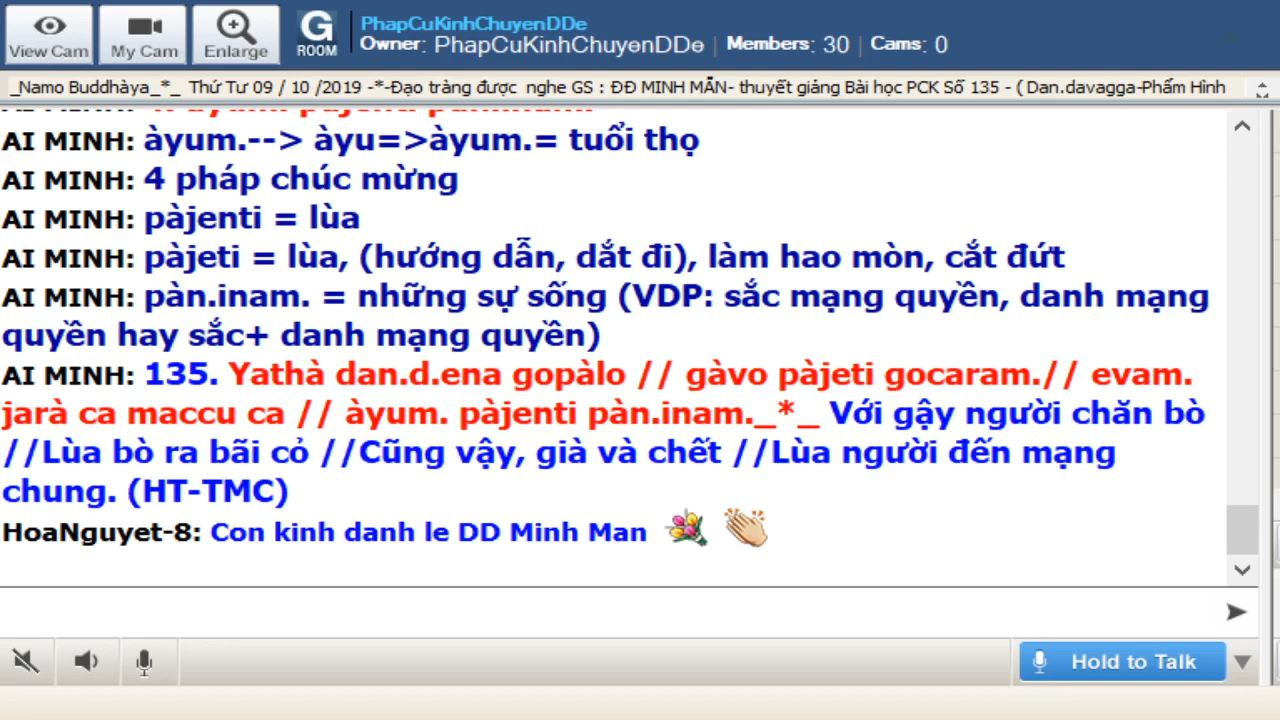 View Cam
My Cam
Enlarge
G
ROOM
PhapCuKinhChuyenDDe
Owner: PhapCuKinhChuyenDDe | Members: 30 | Cams: 0
_Namo Buddhàya_*_ Thứ Tư 09 / 10 /2019 -*-Đạo tràng được nghe GS : ĐĐ MINH MẪN- thuyết giảng Bài học PCK Số 135 - ( Dan.davagga-Phẩm Hình
AI MINH: àyum.--> àyu=>àyum.= tuổi thọ
AI MINH: 4 pháp chúc mừng
AI MINH: pàjenti = lùa
AI MINH: pàjeti = lùa, (hướng dẫn, dắt đi), làm hao mòn, cắt đứt
AI MINH: pàn.inam. = những sự sống (VDP: sắc mạng quyền, danh mạng
quyền hay sắc+ danh mạng quyền)
AI MINH: 135. Yathà dan.d.ena gopàlo // gàvo pàjeti gocaram.// evam.
jarà ca maccu ca // àyum. pàjenti pàn.inam._*_ Với gậy người chăn bò
//Lùa bò ra bãi cỏ //Cũng vậy, già và chết //Lùa người đến mạng
chung. (HT-TMC)
HoaNguyet-8: Con kinh danh le DD Minh Man
Hold to Talk